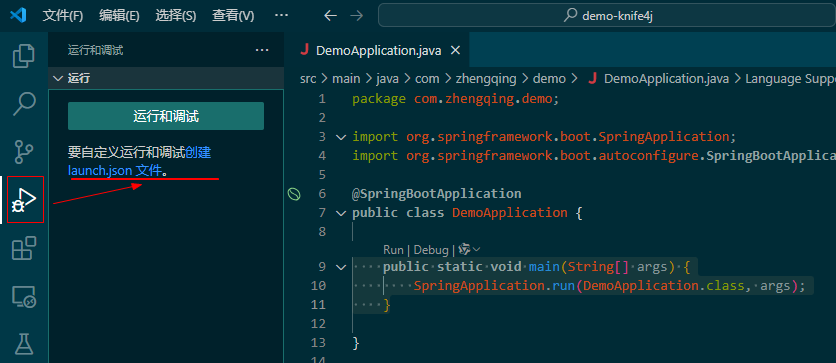 文件(F) 编辑(E) 选择(S) 查看(V) ··· demo-knife4j
运行和调试 ···
运行
运行和调试
要自定义运行和调试创建
launch.json 文件。
DemoApplication.java
src > main > java > com > zhengqing > demo > DemoApplication.java > Language Suppo
1 package com.zhengqing.demo;
2
3 import org.springframework.boot.SpringApplication;
4 import org.springframework.boot.autoconfigure.SpringBootApplica
5
6 @SpringBootApplication
7 public class DemoApplication {
8
Run | Debug |
9 public static void main(String[] args) {
10 SpringApplication.run(DemoApplication.class, args);
11 }
12
13 }